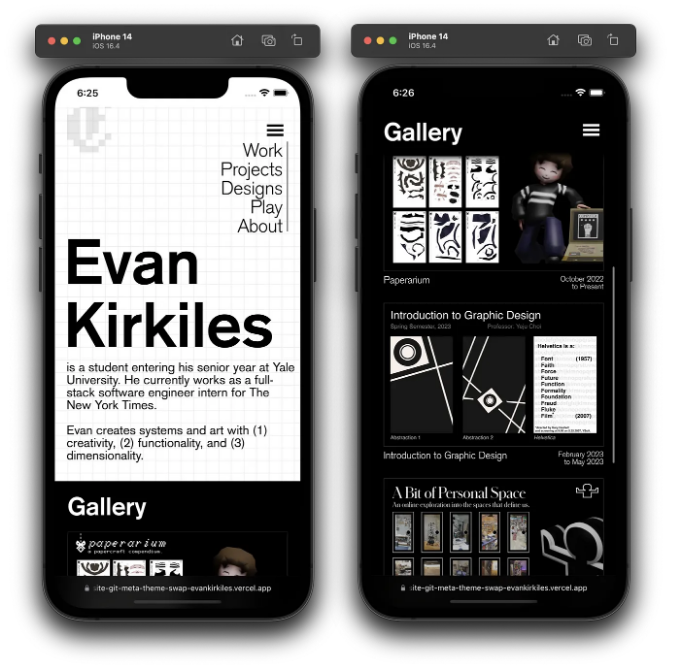 iPhone 14
iOS 16.4
6:25
Work
Projects
Designs
Play
About
Evan
Kirkiles
is a student entering his senior year at Yale
University. He currently works as a full-
stack software engineer intern for The
New York Times.
Evan creates systems and art with (1)
creativity, (2) functionality, and (3)
dimensionality.
Gallery
paperarium
a papercraft compendium.
site-git-meta-theme-swap-evankirkiles.vercel.app
iPhone 14
iOS 16.4
6:26
Gallery
Paperarium
October 2022
to Present
Introduction to Graphic Design
Spring Semester, 2023
Professor, Yeju Choi
Abstraction 1
Abstraction 2
Helvetica is a:
Font (1957)
Faith
Force
Future
Function
Formality
Foundation
Fraud
Fluke
Film (2007)
Helvetica
Introduction to Graphic Design
February 2023
to May 2023
A Bit of Personal Space
An online exploration into the spaces that define us.
site-git-meta-theme-swap-evankirkiles.vercel.app